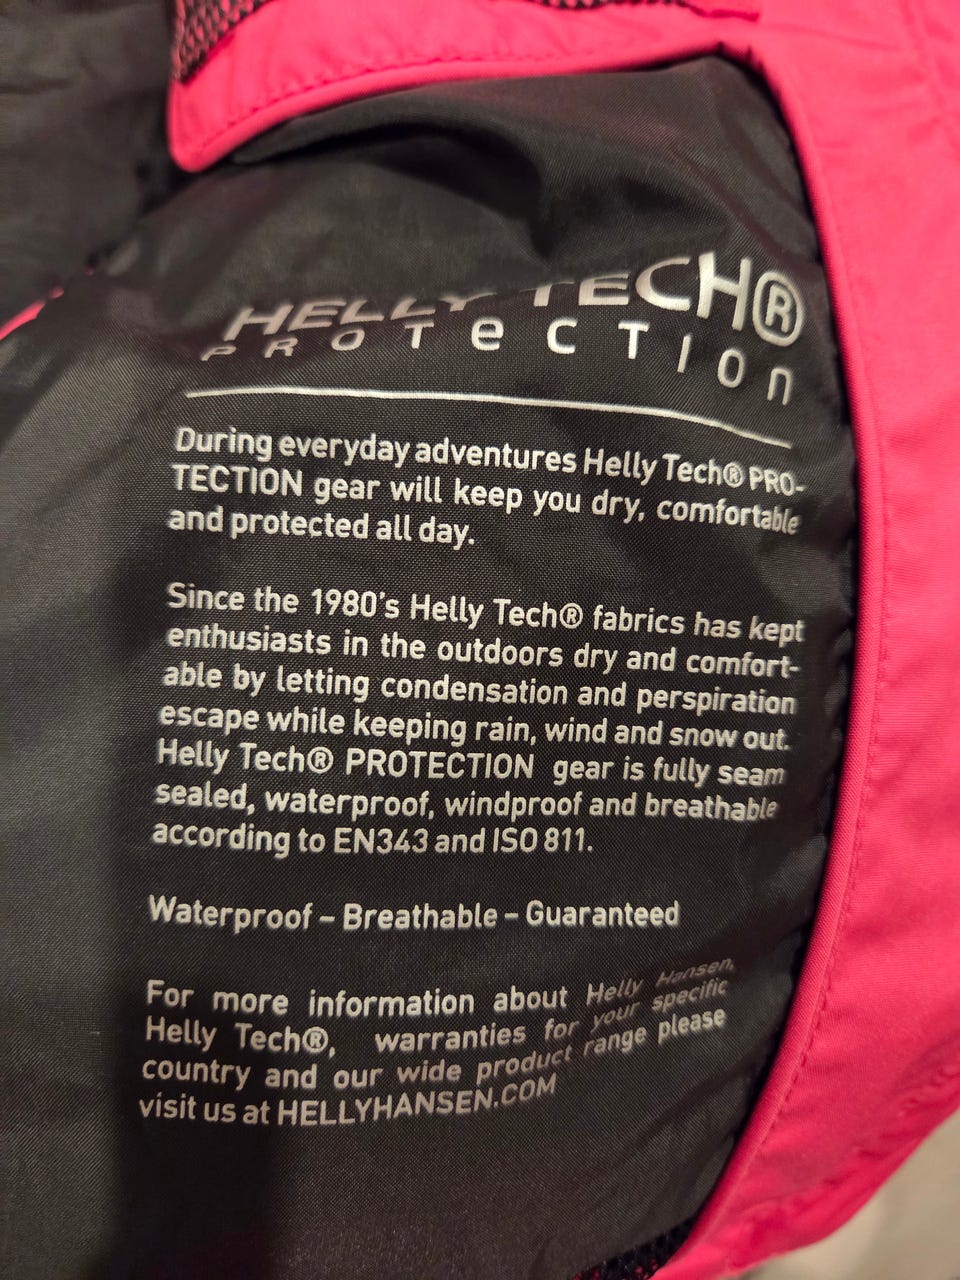 HELLY TECH®
PROTecTIon
During everyday adventures Helly Tech® PRO-
TECTION gear will keep you dry, comfortable
and protected all day.
Since the 1980's Helly Tech® fabrics has kept
enthusiasts in the outdoors dry and comfort-
able by letting condensation and perspiration
escape while keeping rain, wind and snow out.
Helly Tech® PROTECTION gear is fully seam
sealed, waterproof, windproof and breathable
according to EN343 and ISO 811.
Waterproof – Breathable – Guaranteed
For more information about Helly Hansen,
Helly Tech®, warranties for your specific
country and our wide product range please
visit us at HELLYHANSEN.COM